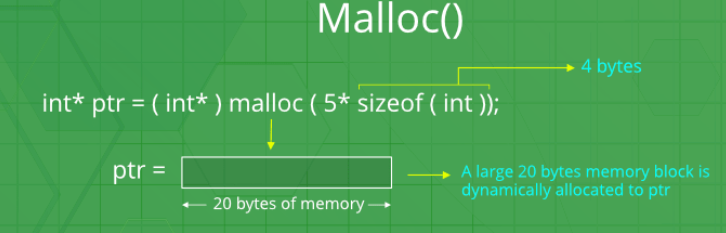 Malloc()
4 bytes
int* ptr = ( int* ) malloc ( 5* sizeof ( int ));
ptr =
A large 20 bytes memory block is
dynamically allocated to ptr
20 bytes of memory